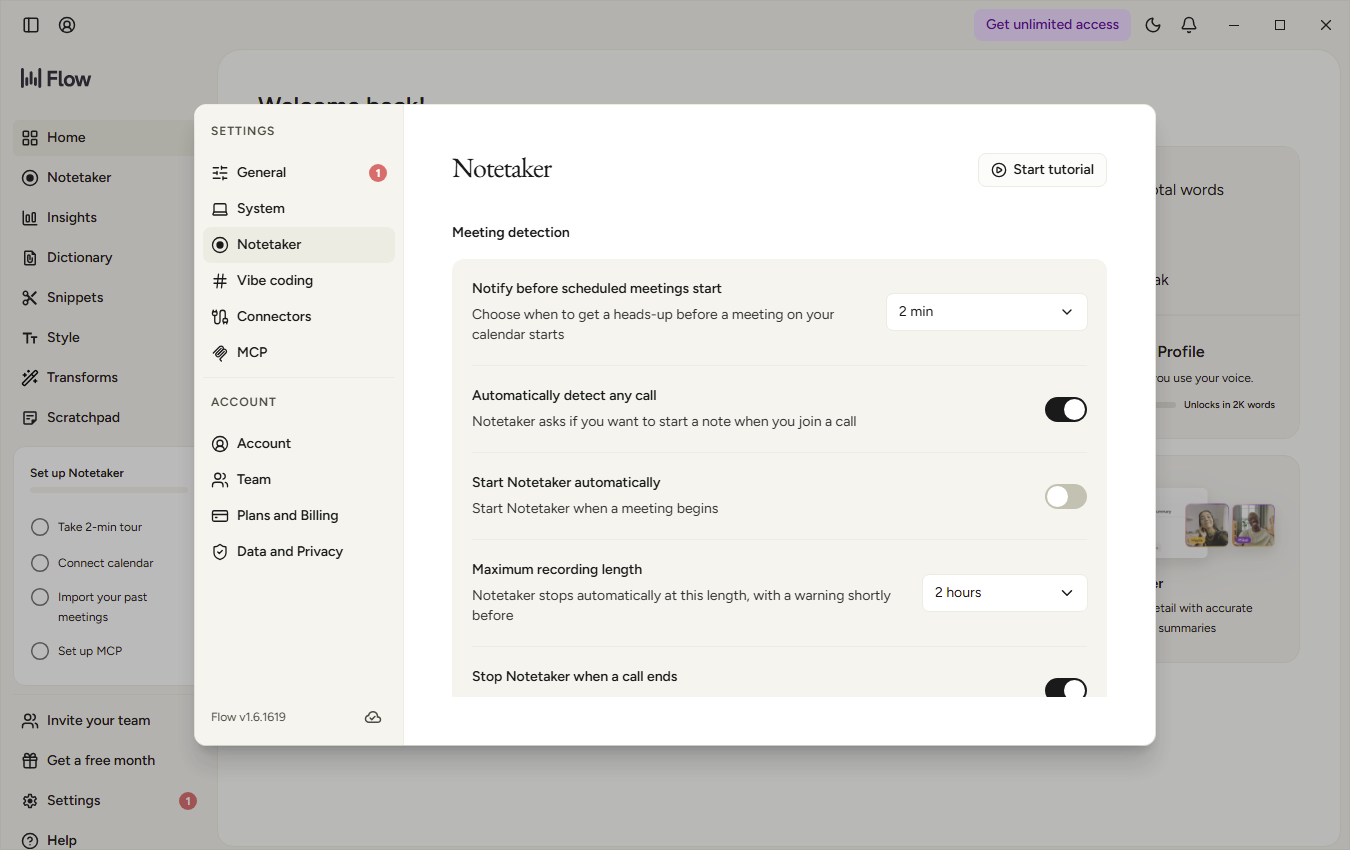 Get unlimited access
Flow
Welcome back!
Home
Notetaker
Insights
Dictionary
Snippets
Style
Transforms
Scratchpad
Set up Notetaker
Take 2-min tour
Connect calendar
Import your past
meetings
Set up MCP
Invite your team
Get a free month
Settings
1
Help
SETTINGS
General
1
System
Notetaker
Vibe coding
Connectors
MCP
ACCOUNT
Account
Team
Plans and Billing
Data and Privacy
Flow v1.6.1619
Notetaker
Start tutorial
Meeting detection
Notify before scheduled meetings start
Choose when to get a heads-up before a meeting on your
calendar starts
2 min
Automatically detect any call
Notetaker asks if you want to start a note when you join a call
Start Notetaker automatically
Start Notetaker when a meeting begins
Maximum recording length
Notetaker stops automatically at this length, with a warning shortly
before
2 hours
Stop Notetaker when a call ends
words
Profile
you use your voice.
Unlocks in 2K words
with accurate
summaries